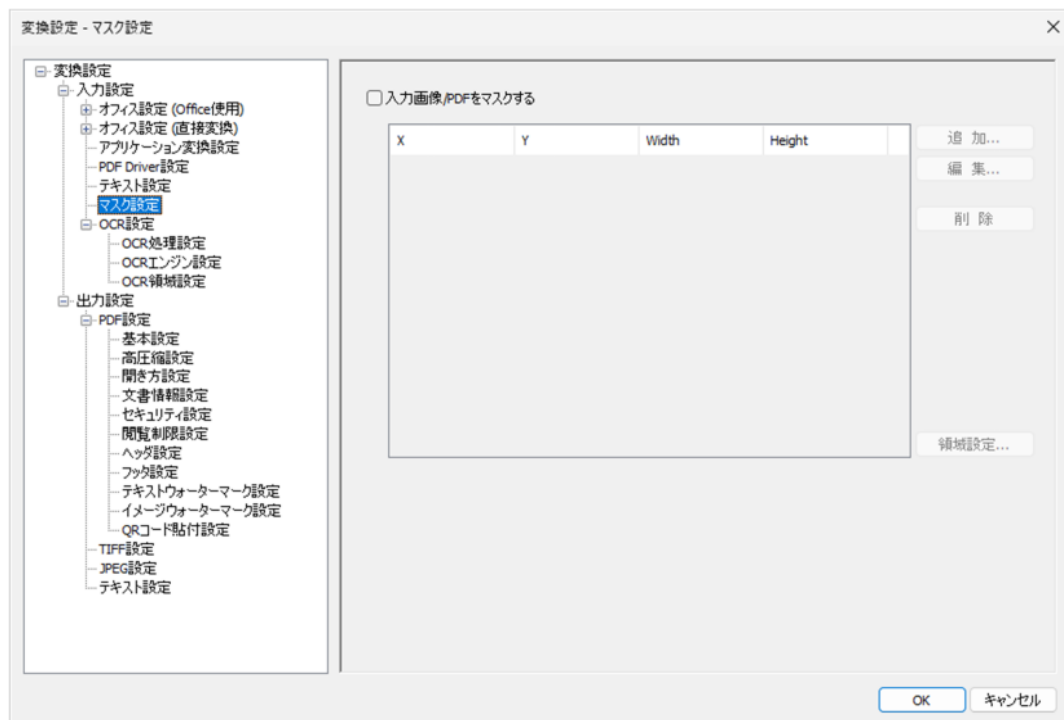 変換設定 - マスク設定
変換設定
入力設定
オフィス設定 (Office使用)
オフィス設定 (直接変換)
アプリケーション変換設定
PDF Driver設定
テキスト設定
マスク設定
OCR設定
OCR処理設定
OCRエンジン設定
OCR領域設定
出力設定
PDF設定
基本設定
高圧縮設定
開き方設定
文書情報設定
セキュリティ設定
閲覧制限設定
ヘッダ設定
フッタ設定
テキストウォーターマーク設定
イメージウォーターマーク設定
QRコード貼付設定
TIFF設定
JPEG設定
テキスト設定
入力画像/PDFをマスクする
X Y Width Height
追 加...
編 集...
削 除
領域設定...
OK キャンセル